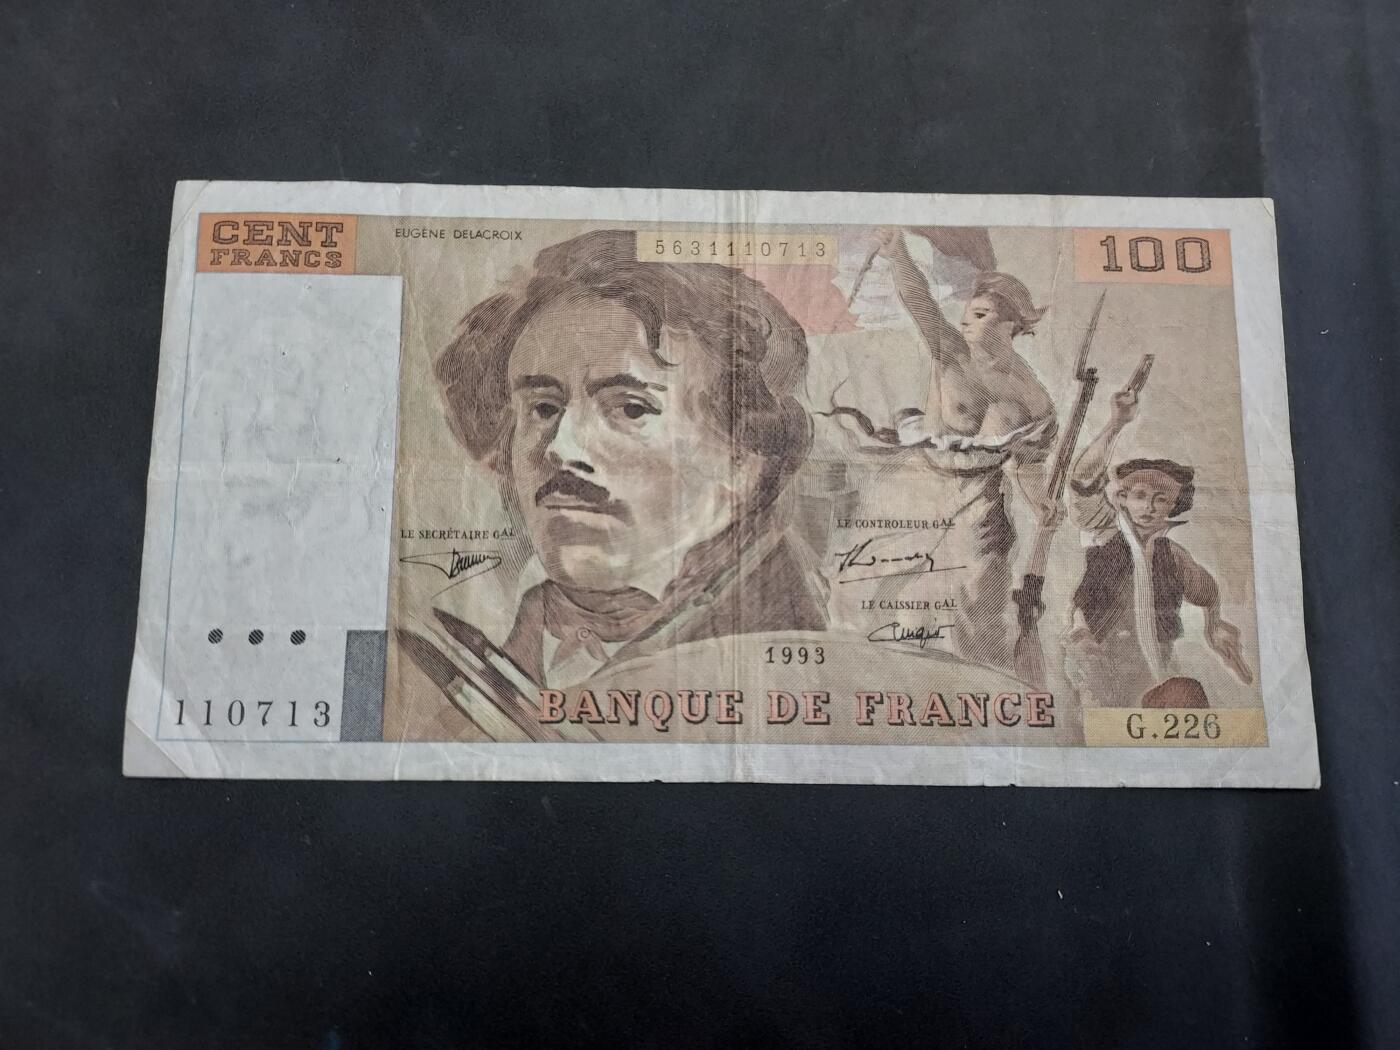 CENT
FRANCS
EUGÈNE DELACROIX
5631110713
100
LE SECRÉTAIRE GAL
LE CONTROLEUR GAL
LE CAISSIER GAL
1993
110713
BANQUE DE FRANCE
G.226